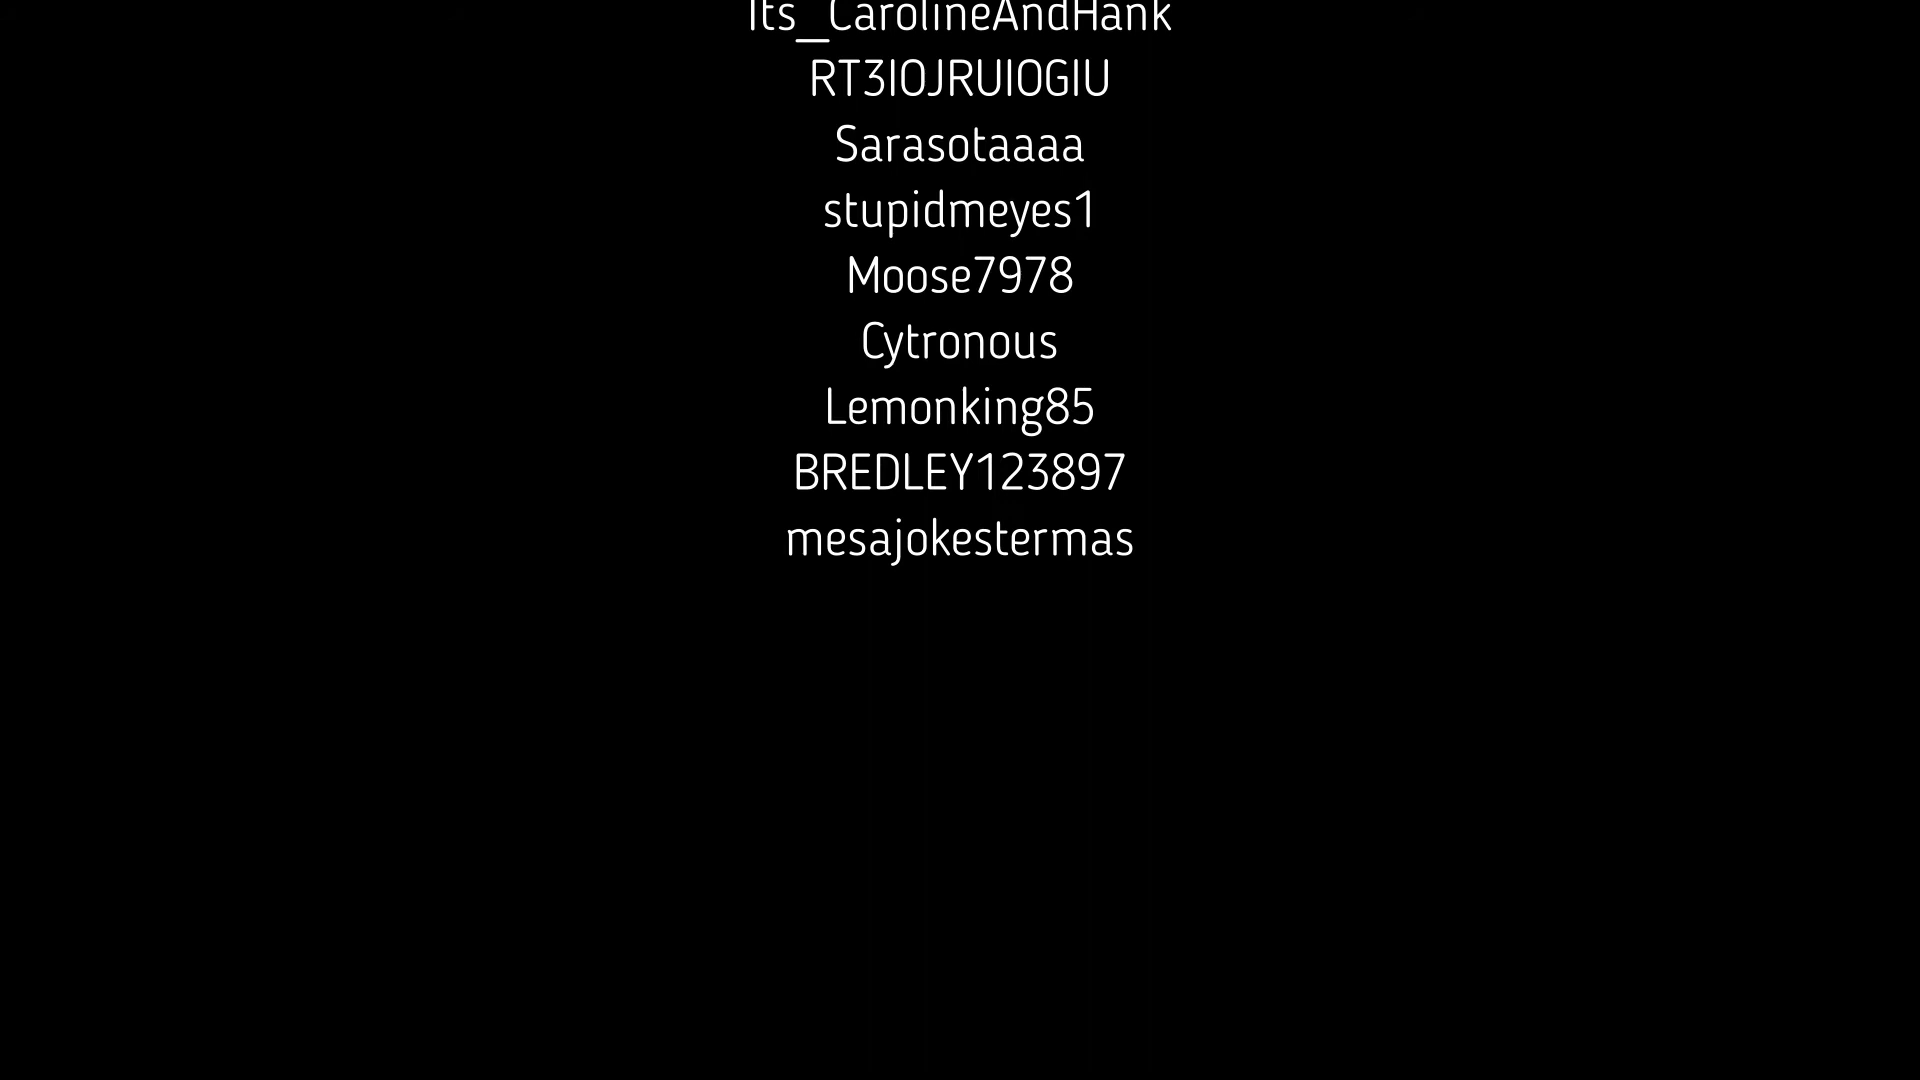 Its_CarolineAndHank
RT3IOJRUIOGIU
Sarasotaaaa
stupidmeyes1
Moose7978
Cytronous
Lemonking85
BREDLEY123897
mesajokestermas